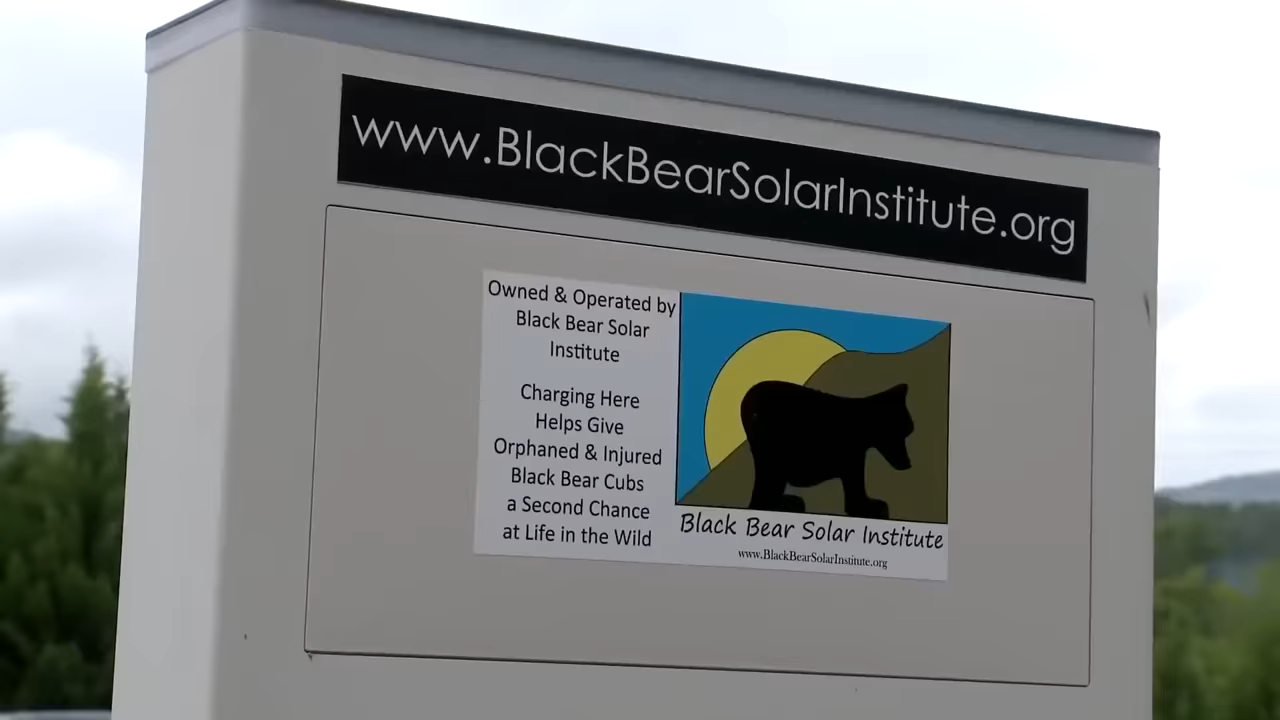 www.BlackBearSolarInstitute.org
Owned & Operated by
Black Bear Solar
Institute
Charging Here
Helps Give
Orphaned & Injured
Black Bear Cubs
a Second Chance
at Life in the Wild
Black Bear Solar Institute
www.BlackBearSolarInstitute.org